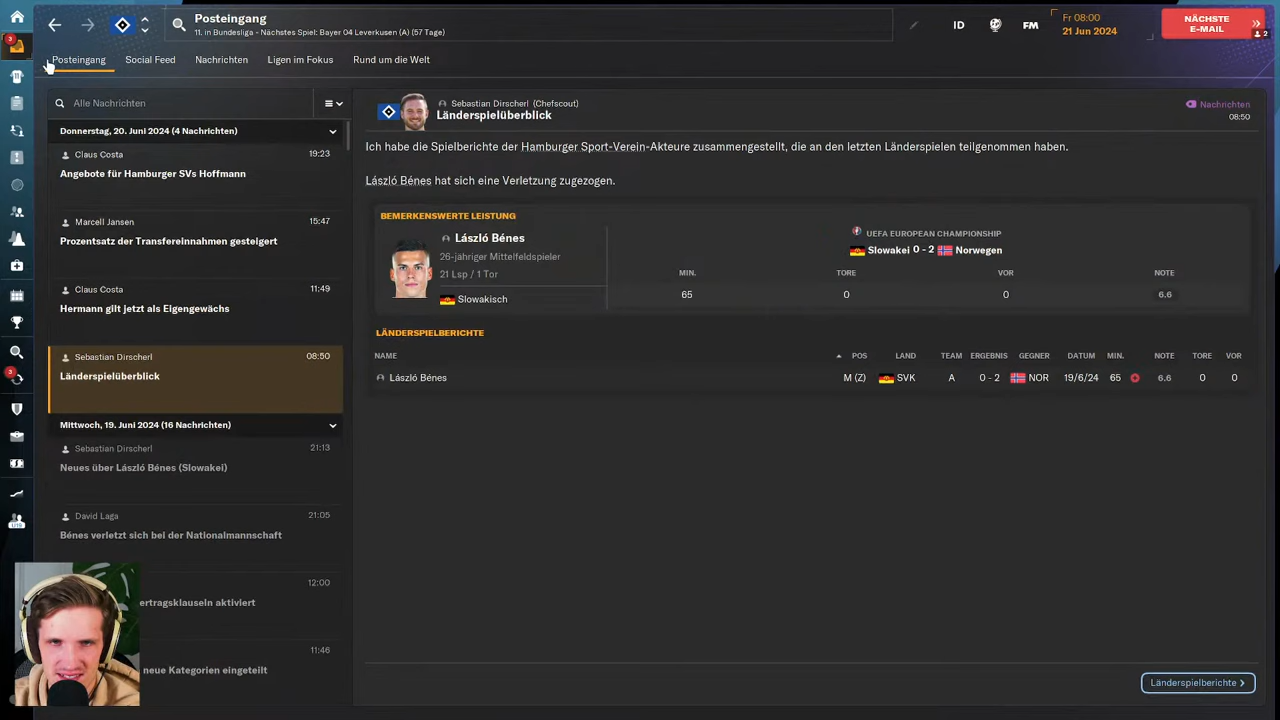 Posteingang
11. in Bundesliga - Nächstes Spiel: Bayer 04 Leverkusen (A) (57 Tage)
ID
FM
Fr 08:00
21 Jun 2024
NÄCHSTE
E-MAIL
2
3
Posteingang
Social Feed
Nachrichten
Ligen im Fokus
Rund um die Welt
Alle Nachrichten
Donnerstag, 20. Juni 2024 (4 Nachrichten)
Claus Costa
19:23
Angebote für Hamburger SVs Hoffmann
Marcell Jansen
15:47
Prozentsatz der Transfereinnahmen gesteigert
Claus Costa
11:49
Hermann gilt jetzt als Eigengewächs
Sebastian Dirscherl
08:50
Länderspielüberblick
3
Mittwoch, 19. Juni 2024 (16 Nachrichten)
Sebastian Dirscherl
21:13
Neues über László Bénes (Slowakei)
David Laga
21:05
Bénes verletzt sich bei der Nationalmannschaft
U19
12:00
ertragsklauseln aktiviert
11:46
neue Kategorien eingeteilt
Sebastian Dirscherl (Chefscout)
Länderspielüberblick
Nachrichten
08:50
Ich habe die Spielberichte der Hamburger Sport-Verein-Akteure zusammengestellt, die an den letzten Länderspielen teilgenommen haben.
László Bénes hat sich eine Verletzung zugezogen.
BEMERKENSWERTE LEISTUNG
László Bénes
26-jähriger Mittelfeldspieler
21 Lsp / 1 Tor
Slowakisch
UEFA EUROPEAN CHAMPIONSHIP
Slowakei 0 - 2 Norwegen
MIN. TORE VOR NOTE
65 0 0 6.6
LÄNDERSPIELBERICHTE
NAME POS LAND TEAM ERGEBNIS GEGNER DATUM MIN. NOTE TORE VOR
László Bénes M (Z) SVK A 0 - 2 NOR 19/6/24 65 6.6 0 0
Länderspielberichte